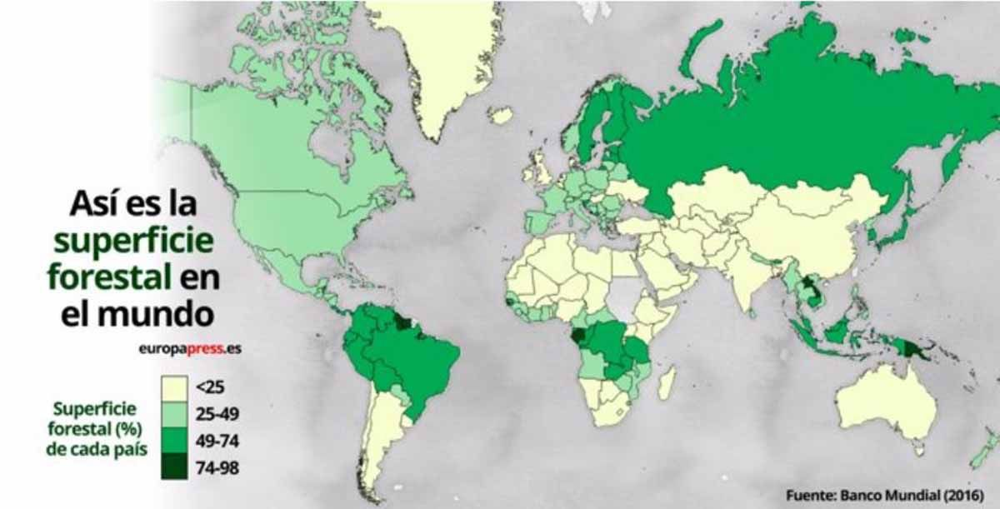 Así es la
superficie
forestal en
el mundo
europapress.es
Superficie
forestal (%)
de cada país
<25
25-49
49-74
74-98
Fuente: Banco Mundial (2016)